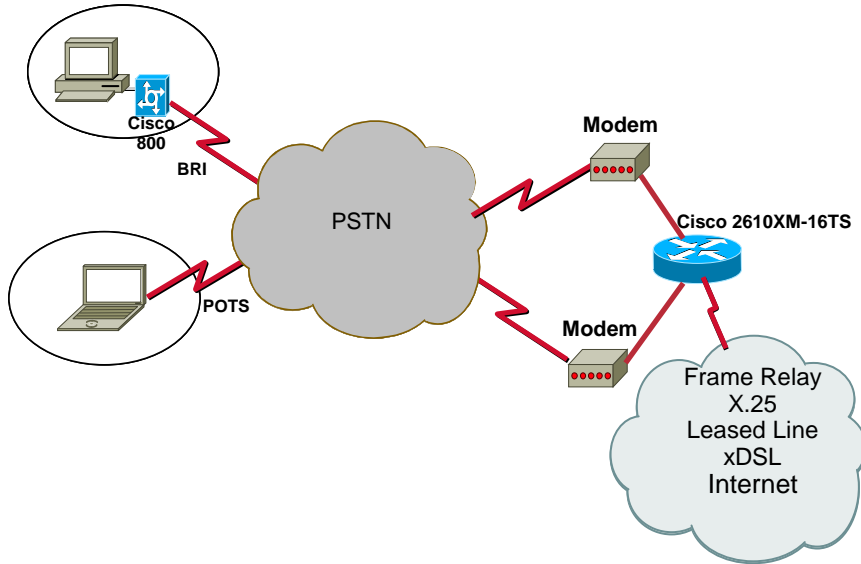 Cisco
800
BRI
POTS
PSTN
Modem
Modem
Cisco 2610XM-16TS
Frame Relay
X.25
Leased Line
xDSL
Internet